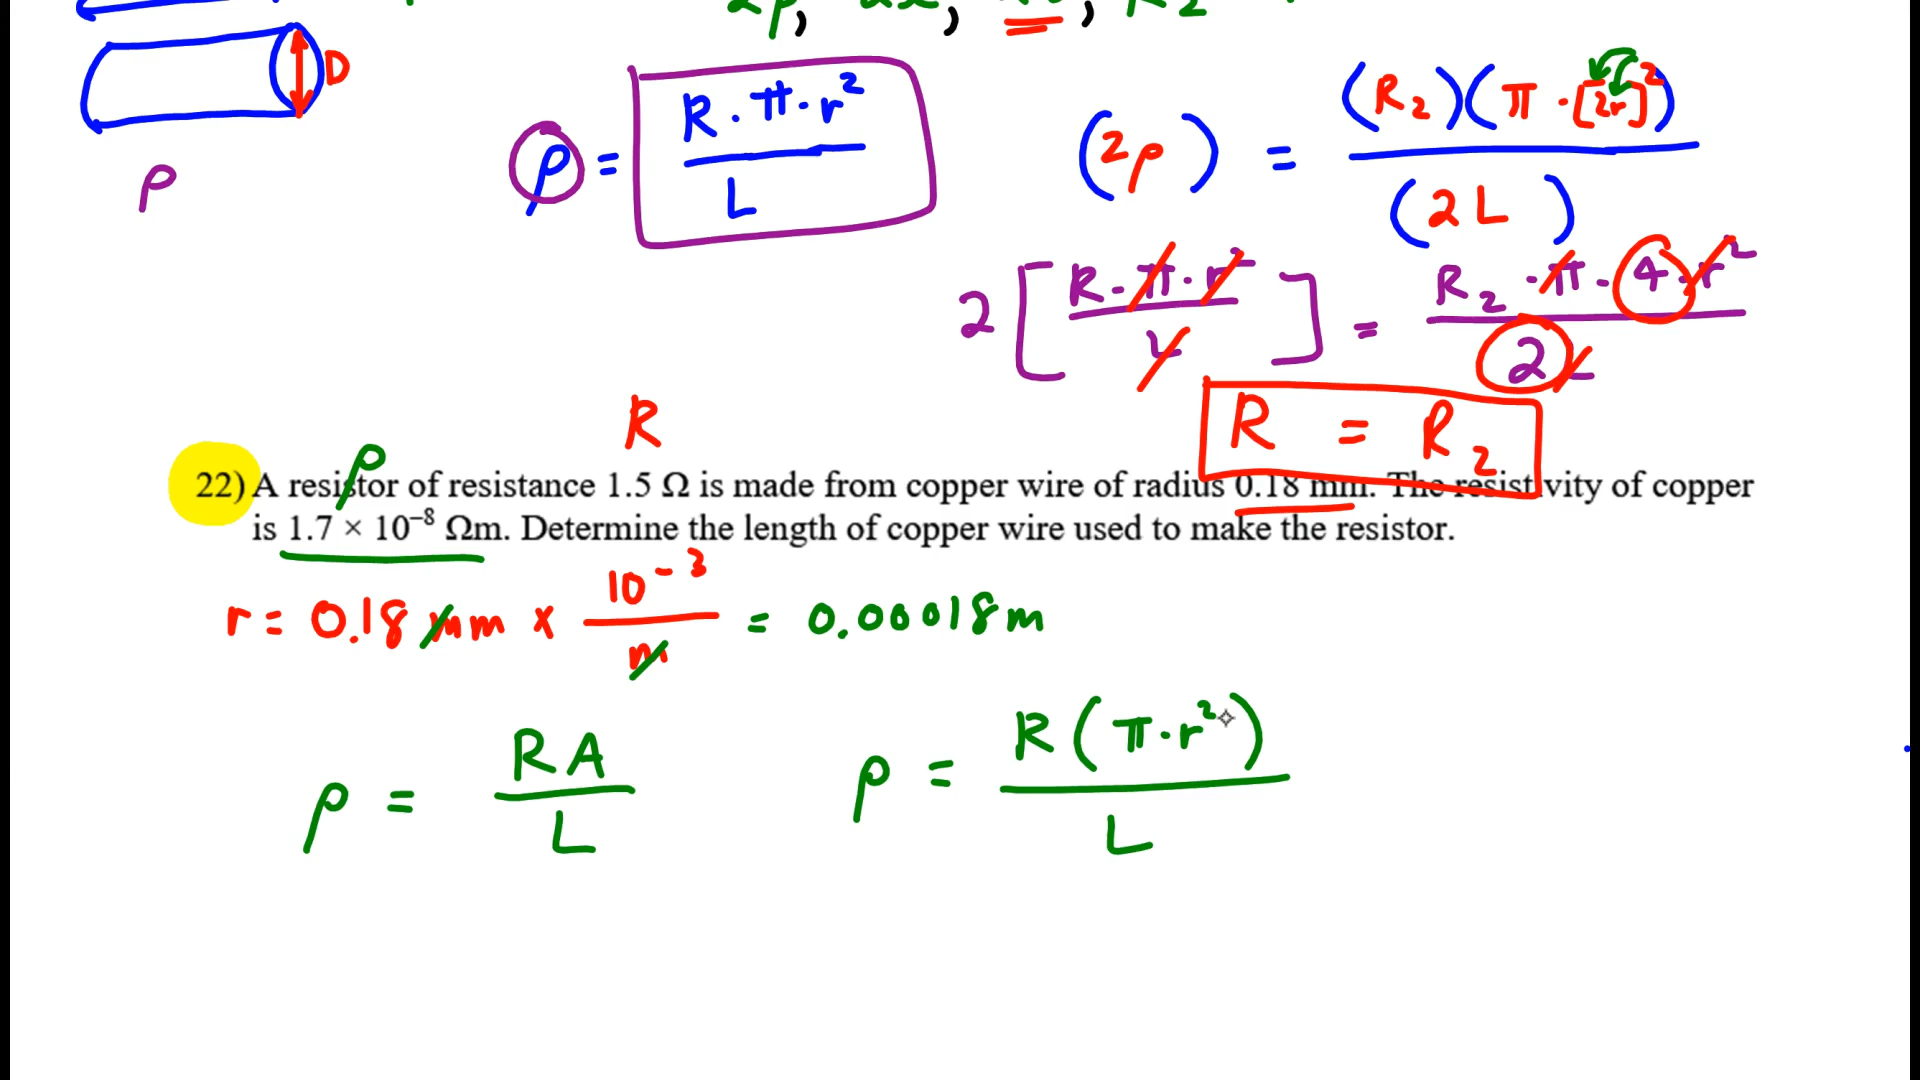 2ρ, , R2
D
ρ
ρ = R · π · r² / L
(2ρ) = (R₂)(π · [2r]²) / (2L)
2 [ R · π · r² / L ] = R₂ · π · 4 · r² / 2L
R = R₂
R
ρ
22) A resistor of resistance 1.5 Ω is made from copper wire of radius 0.18 mm. The resistivity of copper
is 1.7 × 10⁻⁸ Ωm. Determine the length of copper wire used to make the resistor.
r = 0.18 mm × 10⁻³ / m = 0.00018m
ρ = RA / L
ρ = R (π · r²) / L